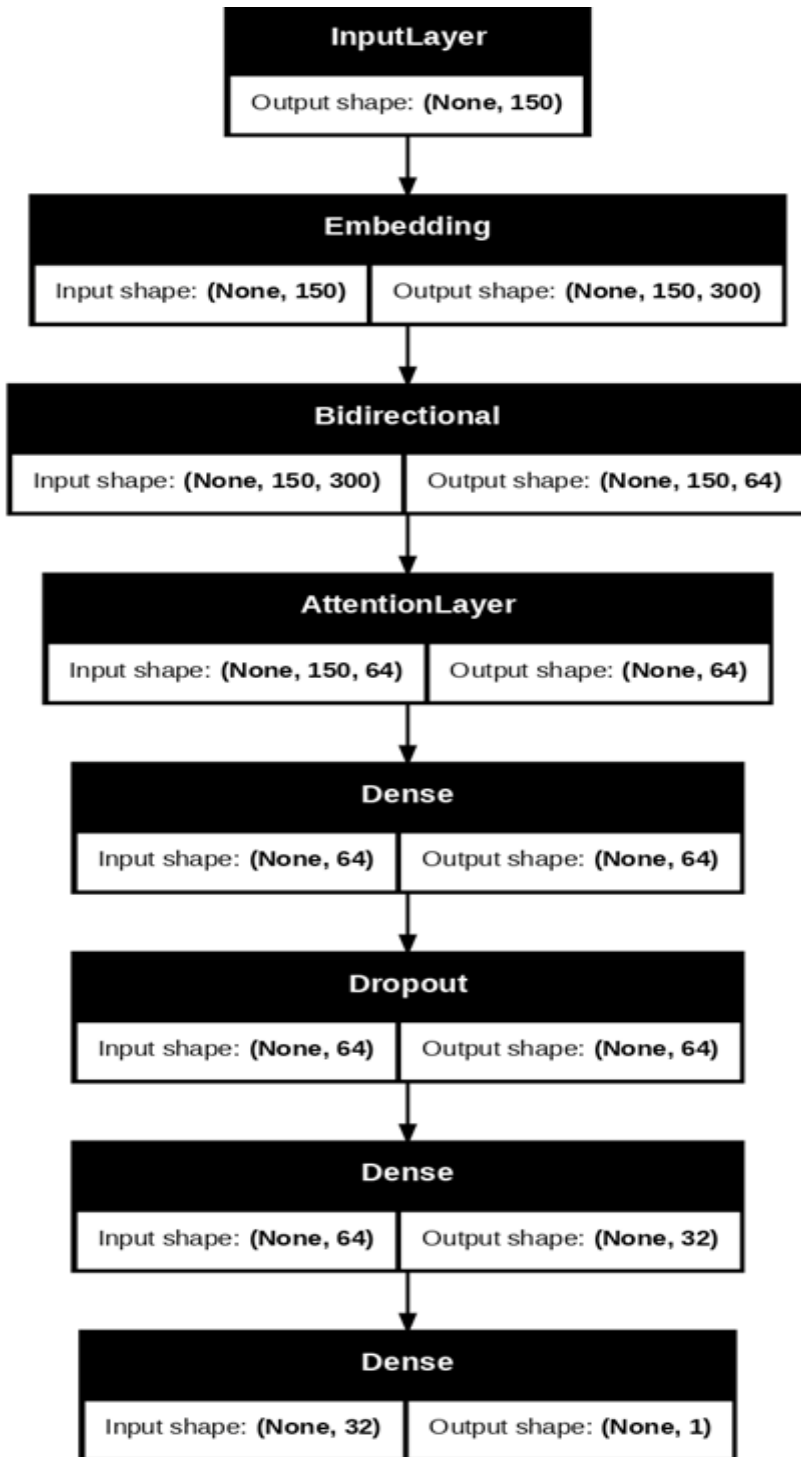 InputLayer
Output shape: (None, 150)
Embedding
Input shape: (None, 150) Output shape: (None, 150, 300)
Bidirectional
Input shape: (None, 150, 300) Output shape: (None, 150, 64)
AttentionLayer
Input shape: (None, 150, 64) Output shape: (None, 64)
Dense
Input shape: (None, 64) Output shape: (None, 64)
Dropout
Input shape: (None, 64) Output shape: (None, 64)
Dense
Input shape: (None, 64) Output shape: (None, 32)
Dense
Input shape: (None, 32) Output shape: (None, 1)